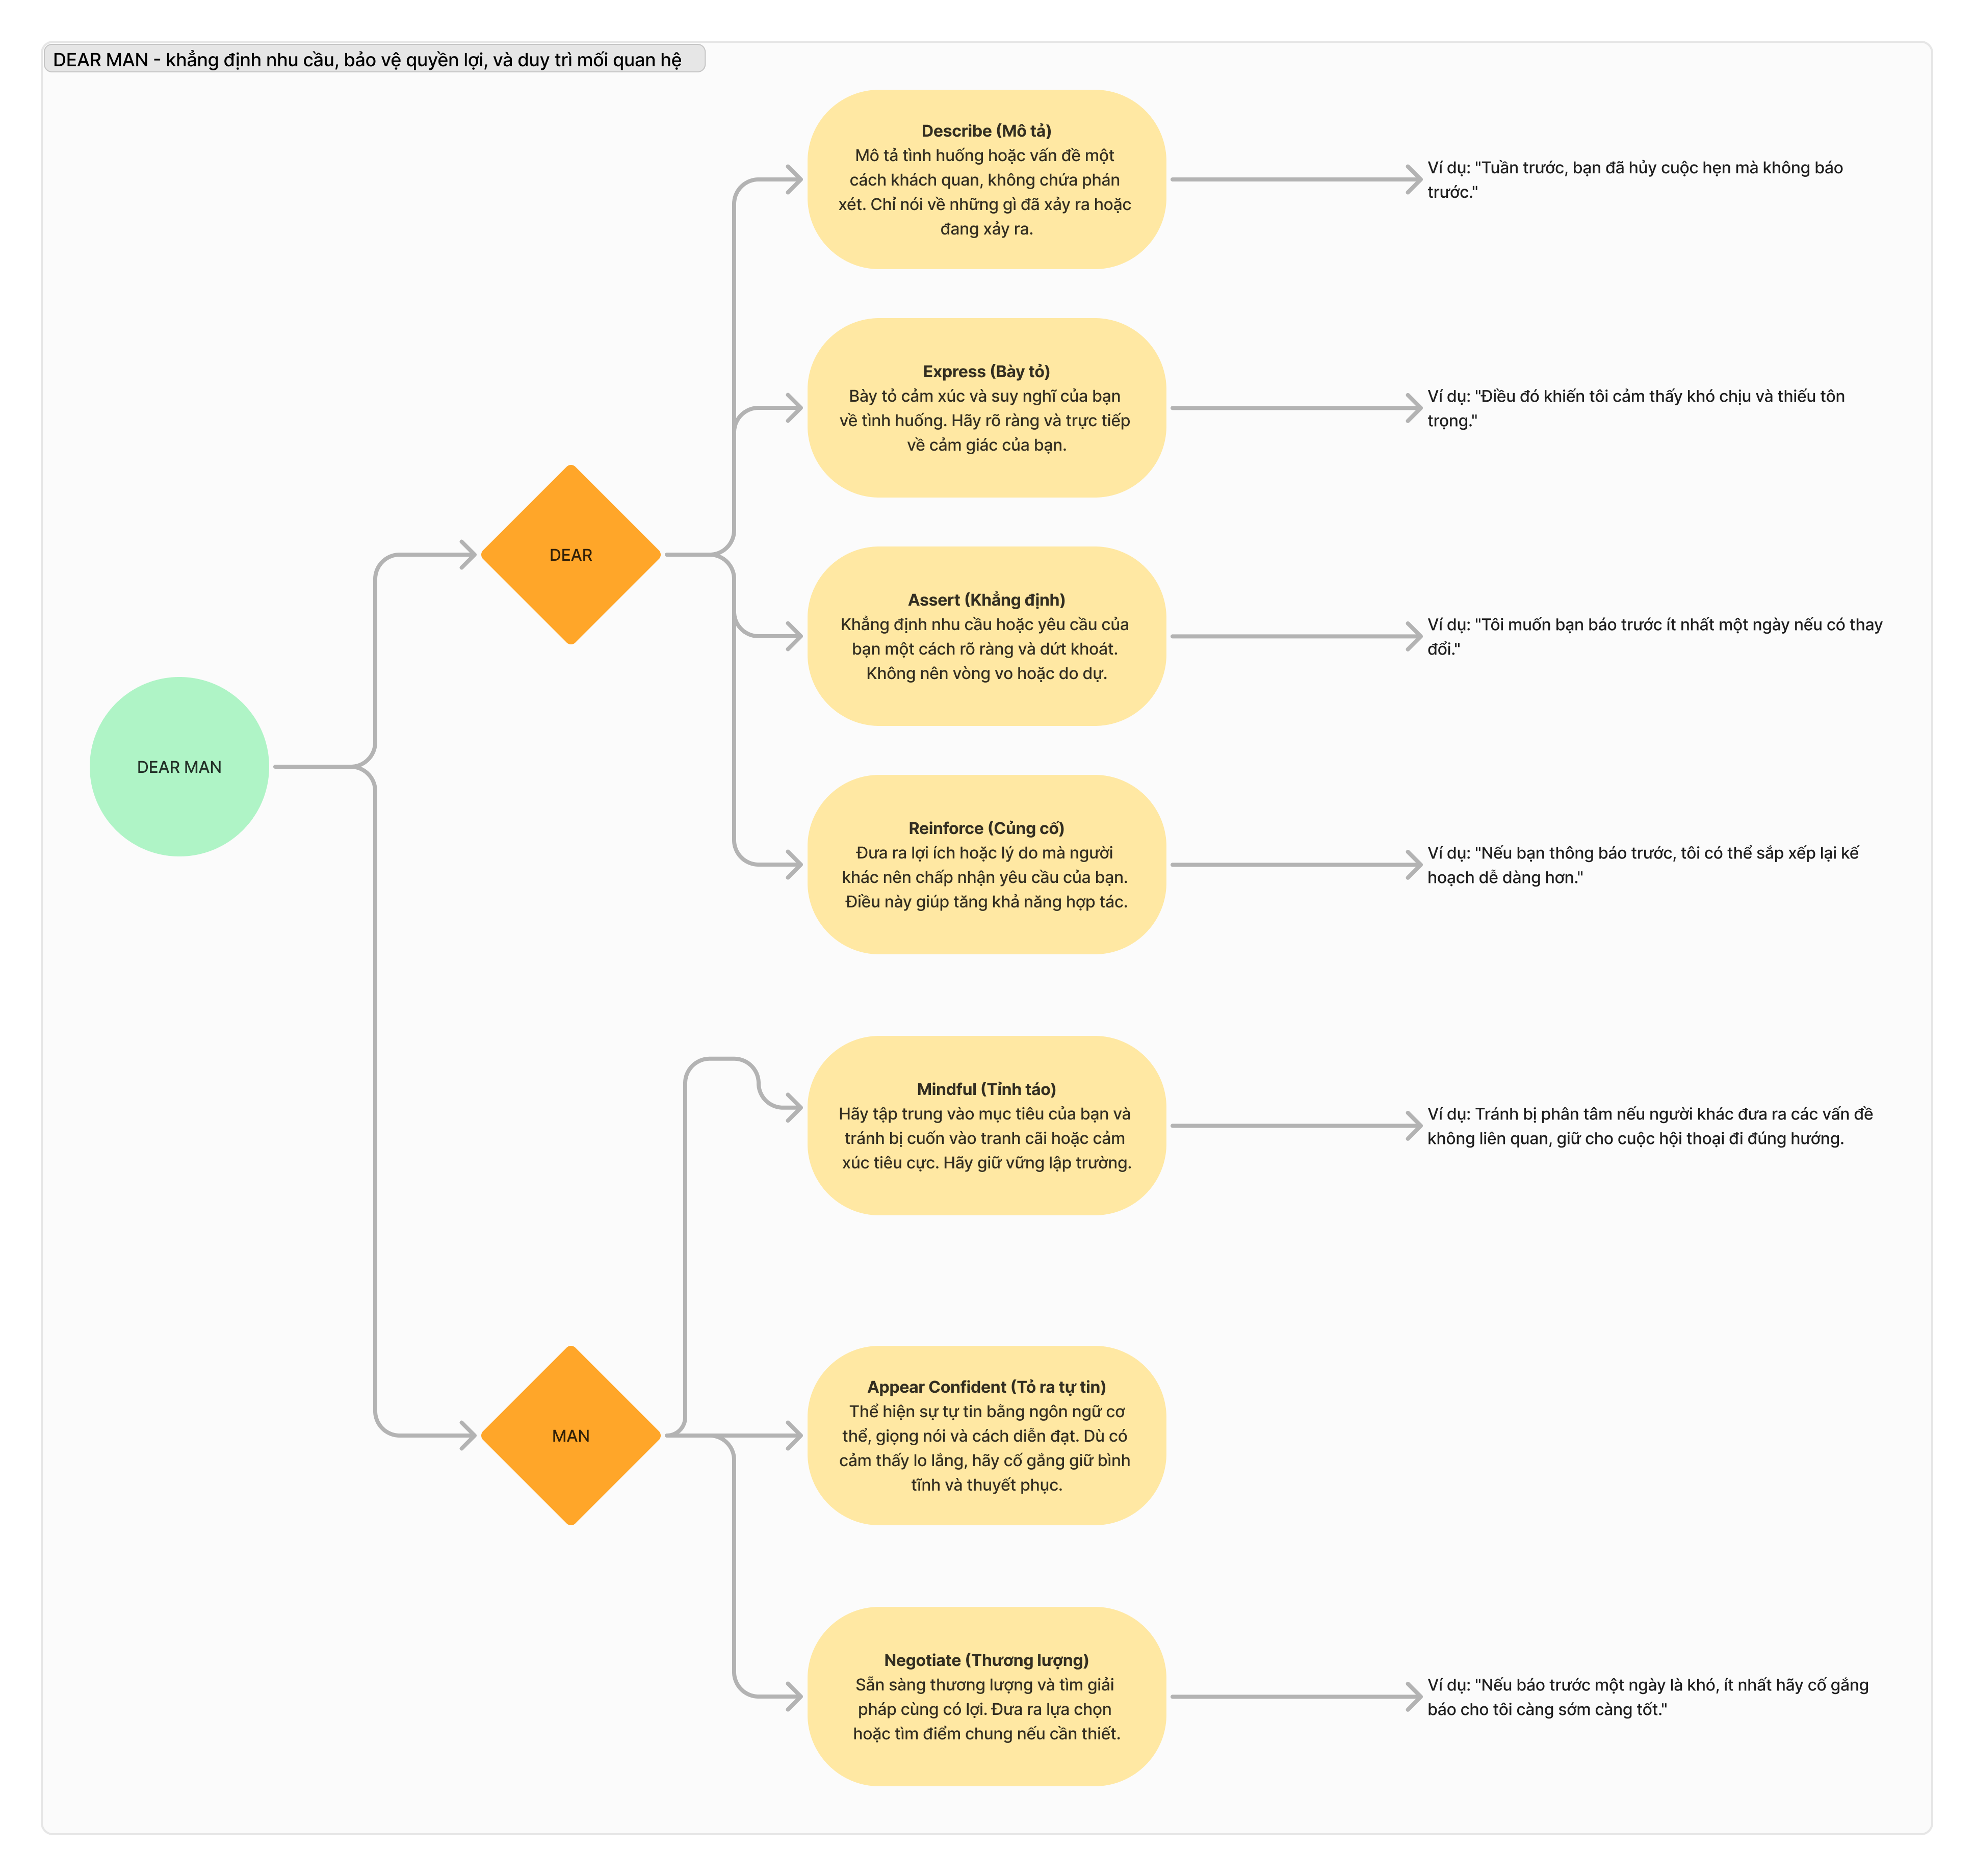 DEAR MAN - khẳng định nhu cầu, bảo vệ quyền lợi, và duy trì mối quan hệ
DEAR MAN
DEAR
Describe (Mô tả)
Mô tả tình huống hoặc vấn đề một
cách khách quan, không chứa phán
xét. Chỉ nói về những gì đã xảy ra hoặc
đang xảy ra.
Ví dụ: "Tuần trước, bạn đã hủy cuộc hẹn mà không báo
trước."
Express (Bày tỏ)
Bày tỏ cảm xúc và suy nghĩ của bạn
về tình huống. Hãy rõ ràng và trực tiếp
về cảm giác của bạn.
Ví dụ: "Điều đó khiến tôi cảm thấy khó chịu và thiếu tôn
trọng."
Assert (Khẳng định)
Khẳng định nhu cầu hoặc yêu cầu của
bạn một cách rõ ràng và dứt khoát.
Không nên vòng vo hoặc do dự.
Ví dụ: "Tôi muốn bạn báo trước ít nhất một ngày nếu có thay
đổi."
Reinforce (Củng cố)
Đưa ra lợi ích hoặc lý do mà người
khác nên chấp nhận yêu cầu của bạn.
Điều này giúp tăng khả năng hợp tác.
Ví dụ: "Nếu bạn thông báo trước, tôi có thể sắp xếp lại kế
hoạch dễ dàng hơn."
MAN
Mindful (Tỉnh táo)
Hãy tập trung vào mục tiêu của bạn và
tránh bị cuốn vào tranh cãi hoặc cảm
xúc tiêu cực. Hãy giữ vững lập trường.
Ví dụ: Tránh bị phân tâm nếu người khác đưa ra các vấn đề
không liên quan, giữ cho cuộc hội thoại đi đúng hướng.
Appear Confident (Tỏ ra tự tin)
Thể hiện sự tự tin bằng ngôn ngữ cơ
thể, giọng nói và cách diễn đạt. Dù có
cảm thấy lo lắng, hãy cố gắng giữ bình
tĩnh và thuyết phục.
Negotiate (Thương lượng)
Sẵn sàng thương lượng và tìm giải
pháp cùng có lợi. Đưa ra lựa chọn
hoặc tìm điểm chung nếu cần thiết.
Ví dụ: "Nếu báo trước một ngày là khó, ít nhất hãy cố gắng
báo cho tôi càng sớm càng tốt."